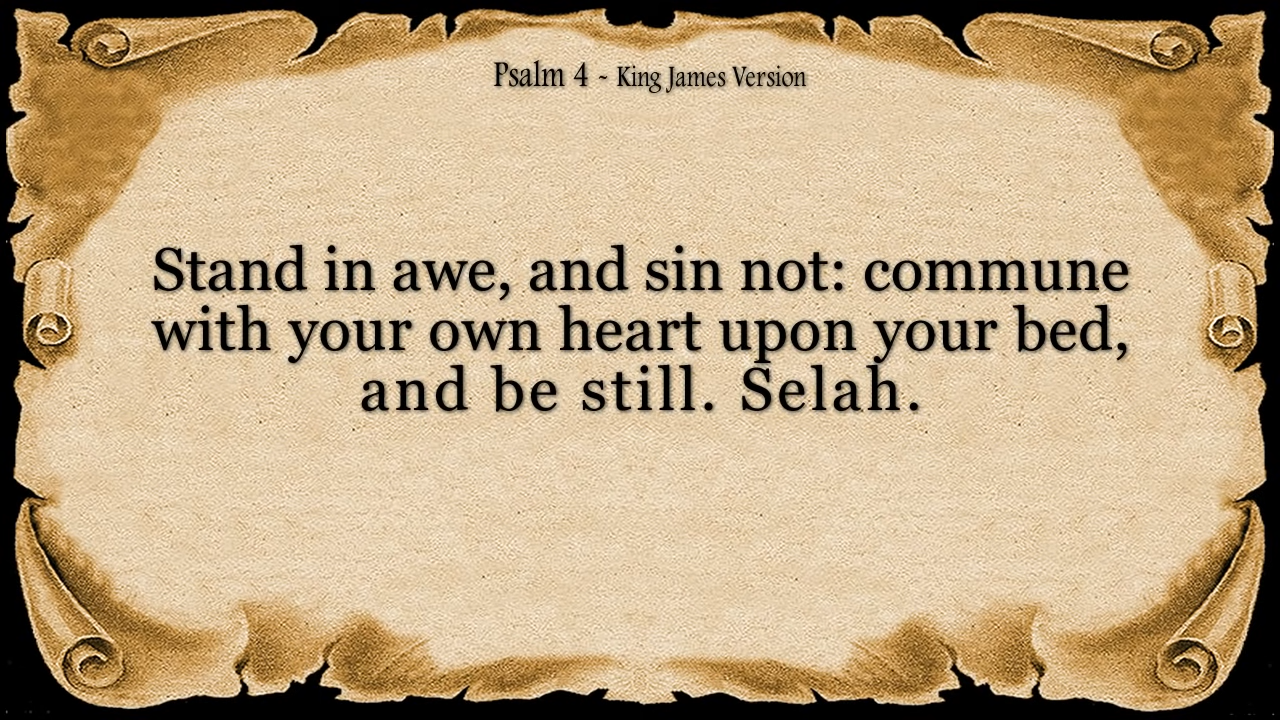 Psalm 4 - King James Version
Stand in awe, and sin not: commune
with your own heart upon your bed,
and be still. Selah.